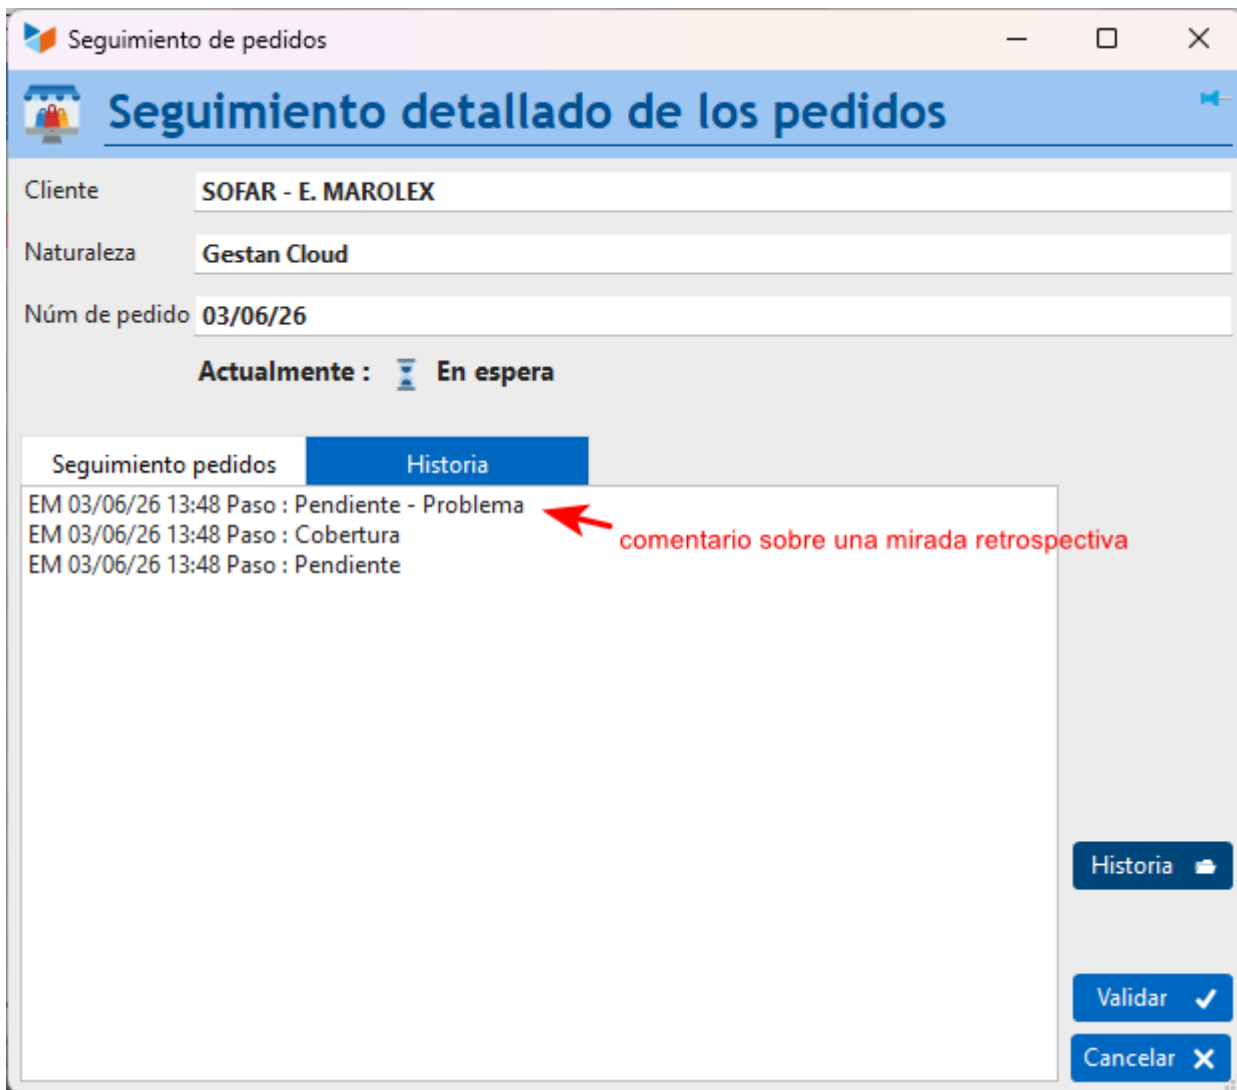 Seguimiento de pedidos
Seguimiento detallado de los pedidos
Cliente SOFAR - E. MAROLEX
Naturaleza Gestan Cloud
Núm de pedido 03/06/26
Actualmente : En espera
Seguimiento pedidos Historia
EM 03/06/26 13:48 Paso : Pendiente - Problema
EM 03/06/26 13:48 Paso : Cobertura
comentario sobre una mirada retrospectiva
EM 03/06/26 13:48 Paso : Pendiente
Historia
Validar
Cancelar